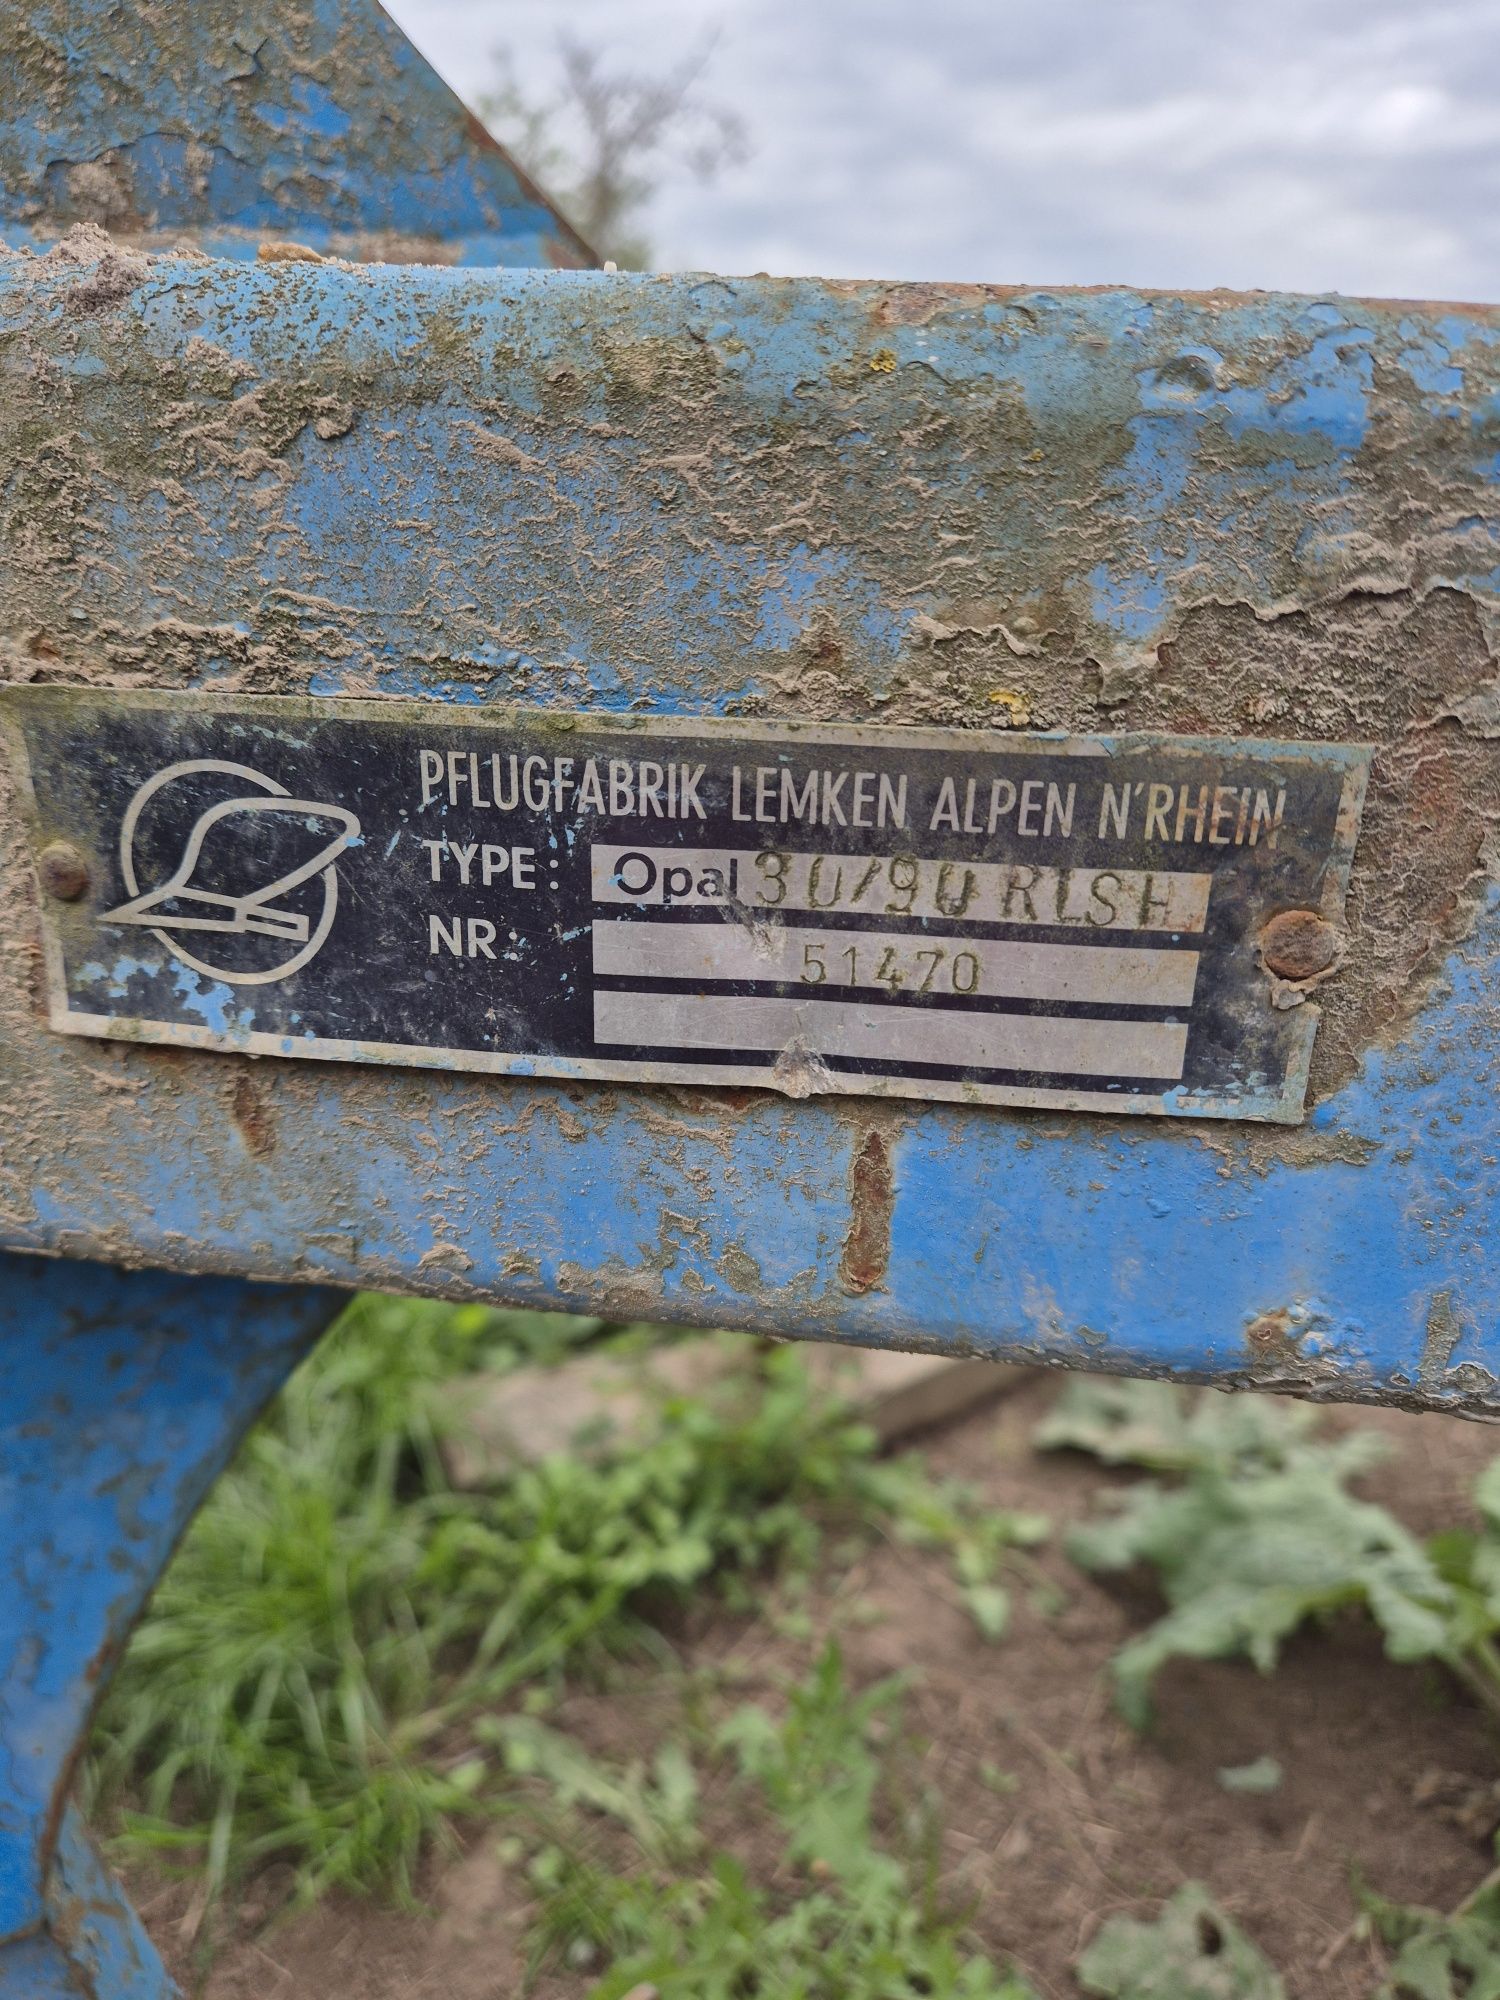 PFLUGFABRIK LEMKEN ALPEN N'RHEIN
TYPE: Opal 30/90 RLSH
NR: 51470